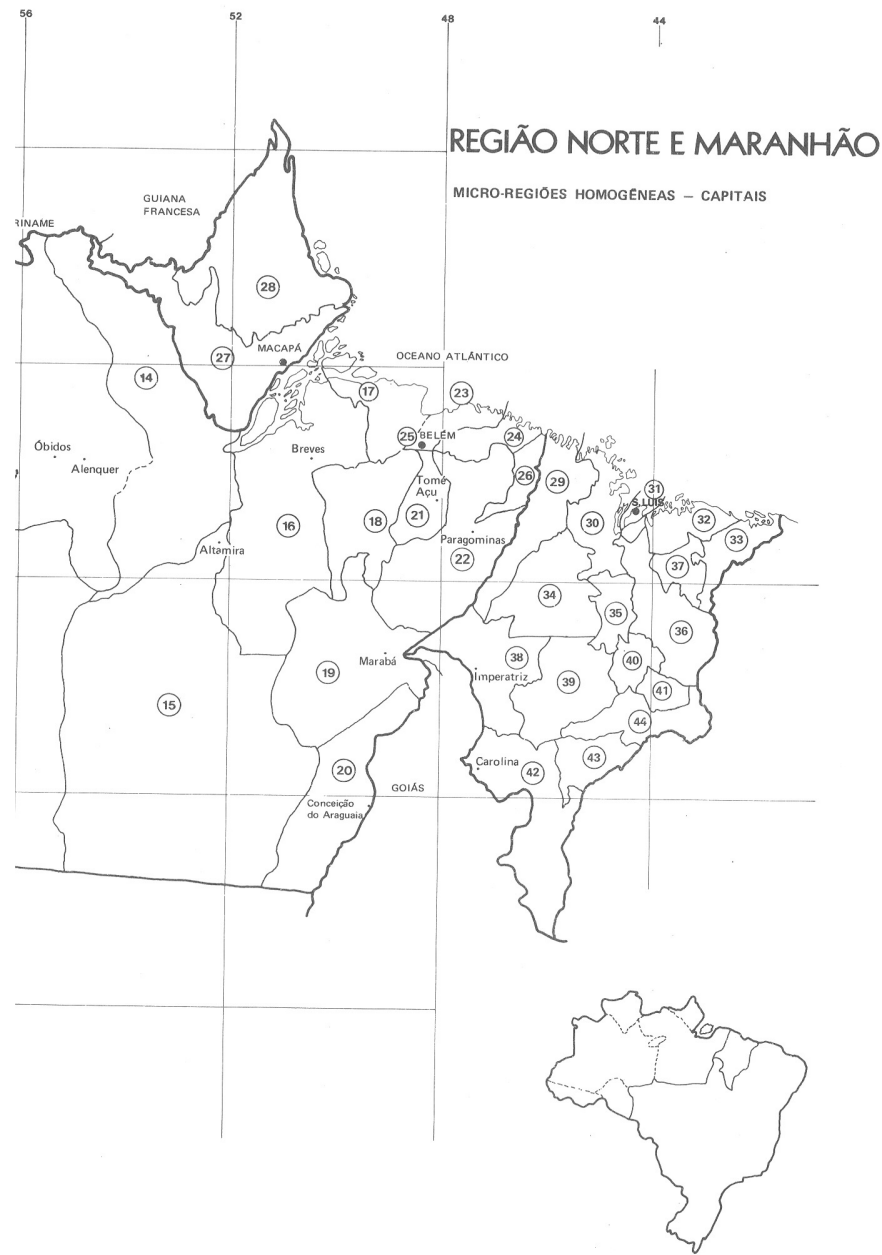 56
52
48
44
REGIÃO NORTE E MARANHÃO
MICRO-REGIÕES HOMOGÊNEAS – CAPITAIS
GUIANA
FRANCESA
RINAME
28
MACAPÁ
27
OCEANO ATLÂNTICO
14
17
23
25
BELÉM
24
Óbidos
Alenquer
Breves
Tomé
Açu
26
29
31
S. LUIS
16
18
21
30
32
33
Altamira
Paragominas
22
37
34
35
36
Marabá
38
Imperatriz
40
19
39
41
15
44
20
Carolina
42
43
GOIÁS
Conceição
do Araguaia